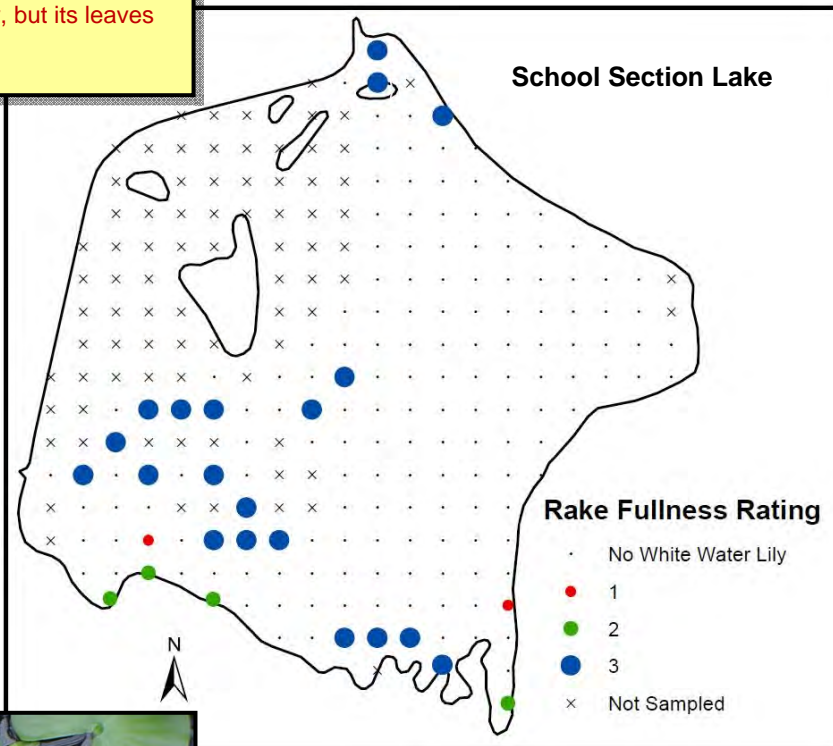 , but its leaves
School Section Lake
Rake Fullness Rating
No White Water Lily
1
2
3
Not Sampled
N